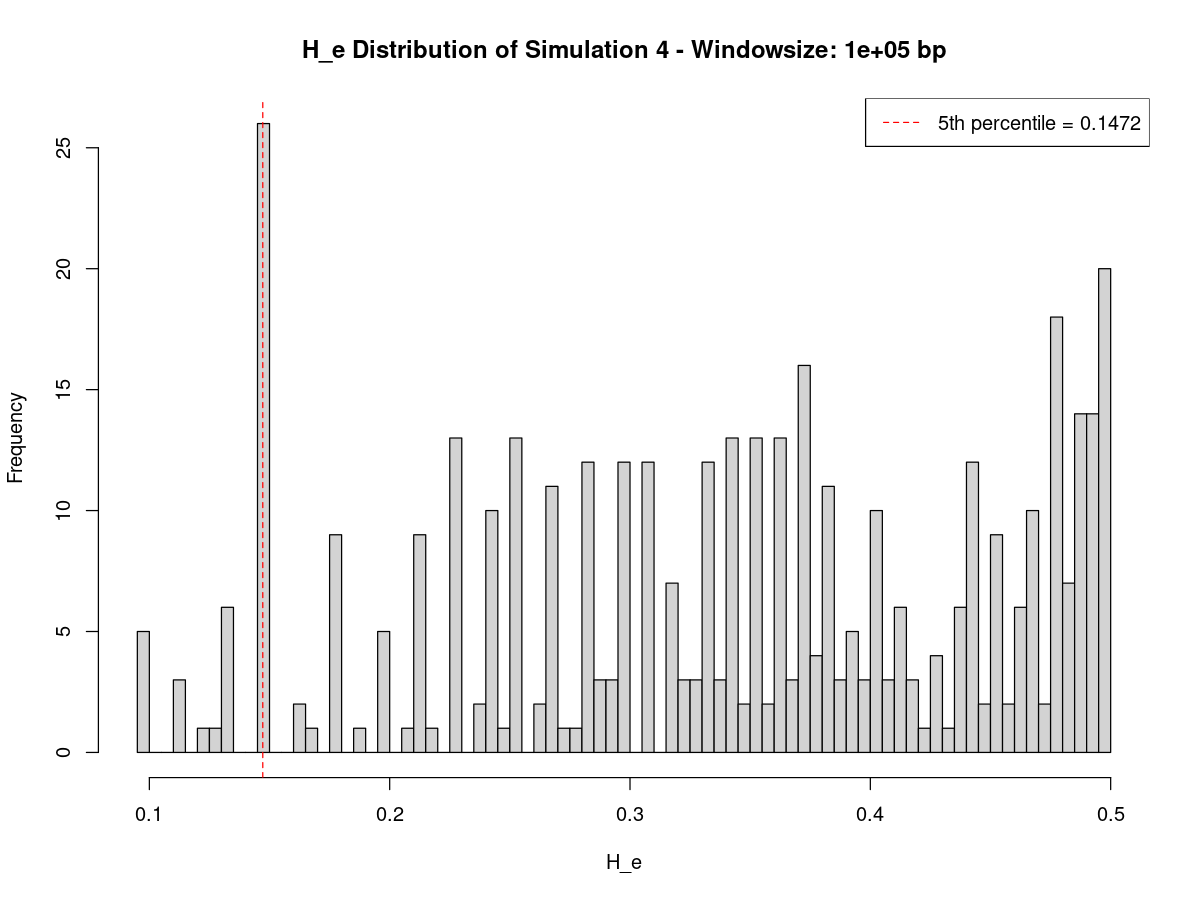 H_e Distribution of Simulation 4 - Windowsize: 1e+05 bp
5th percentile = 0.1472
Frequency
25
20
15
10
5
0
0.1 0.2 0.3 0.4 0.5
H_e